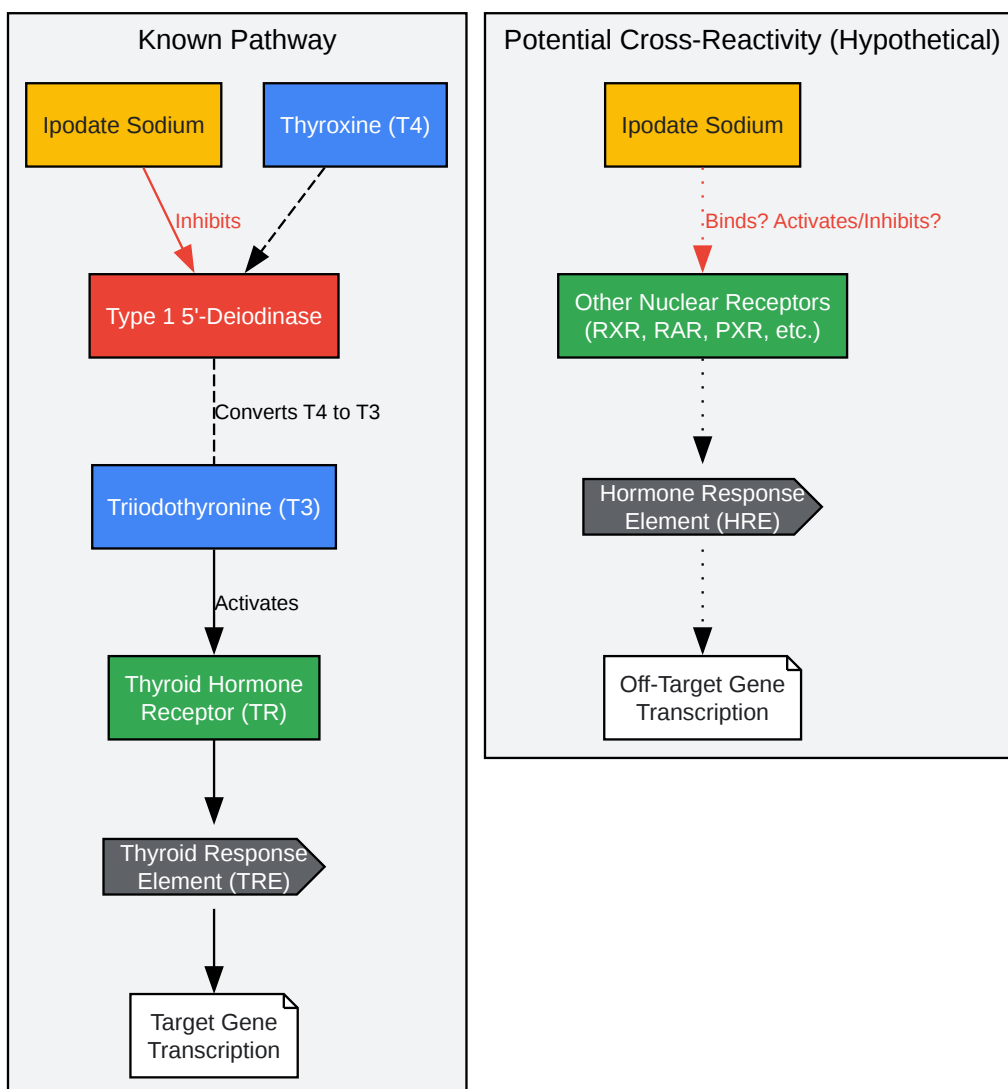 Known Pathway
Ipodate Sodium
Thyroxine (T4)
Inhibits
Type 1 5'-Deiodinase
Converts T4 to T3
Triiodothyronine (T3)
Activates
Thyroid Hormone
Receptor (TR)
Thyroid Response
Element (TRE)
Target Gene
Transcription
Potential Cross-Reactivity (Hypothetical)
Ipodate Sodium
Binds? Activates/Inhibits?
Other Nuclear Receptors
(RXR, RAR, PXR, etc.)
Hormone Response
Element (HRE)
Off-Target Gene
Transcription